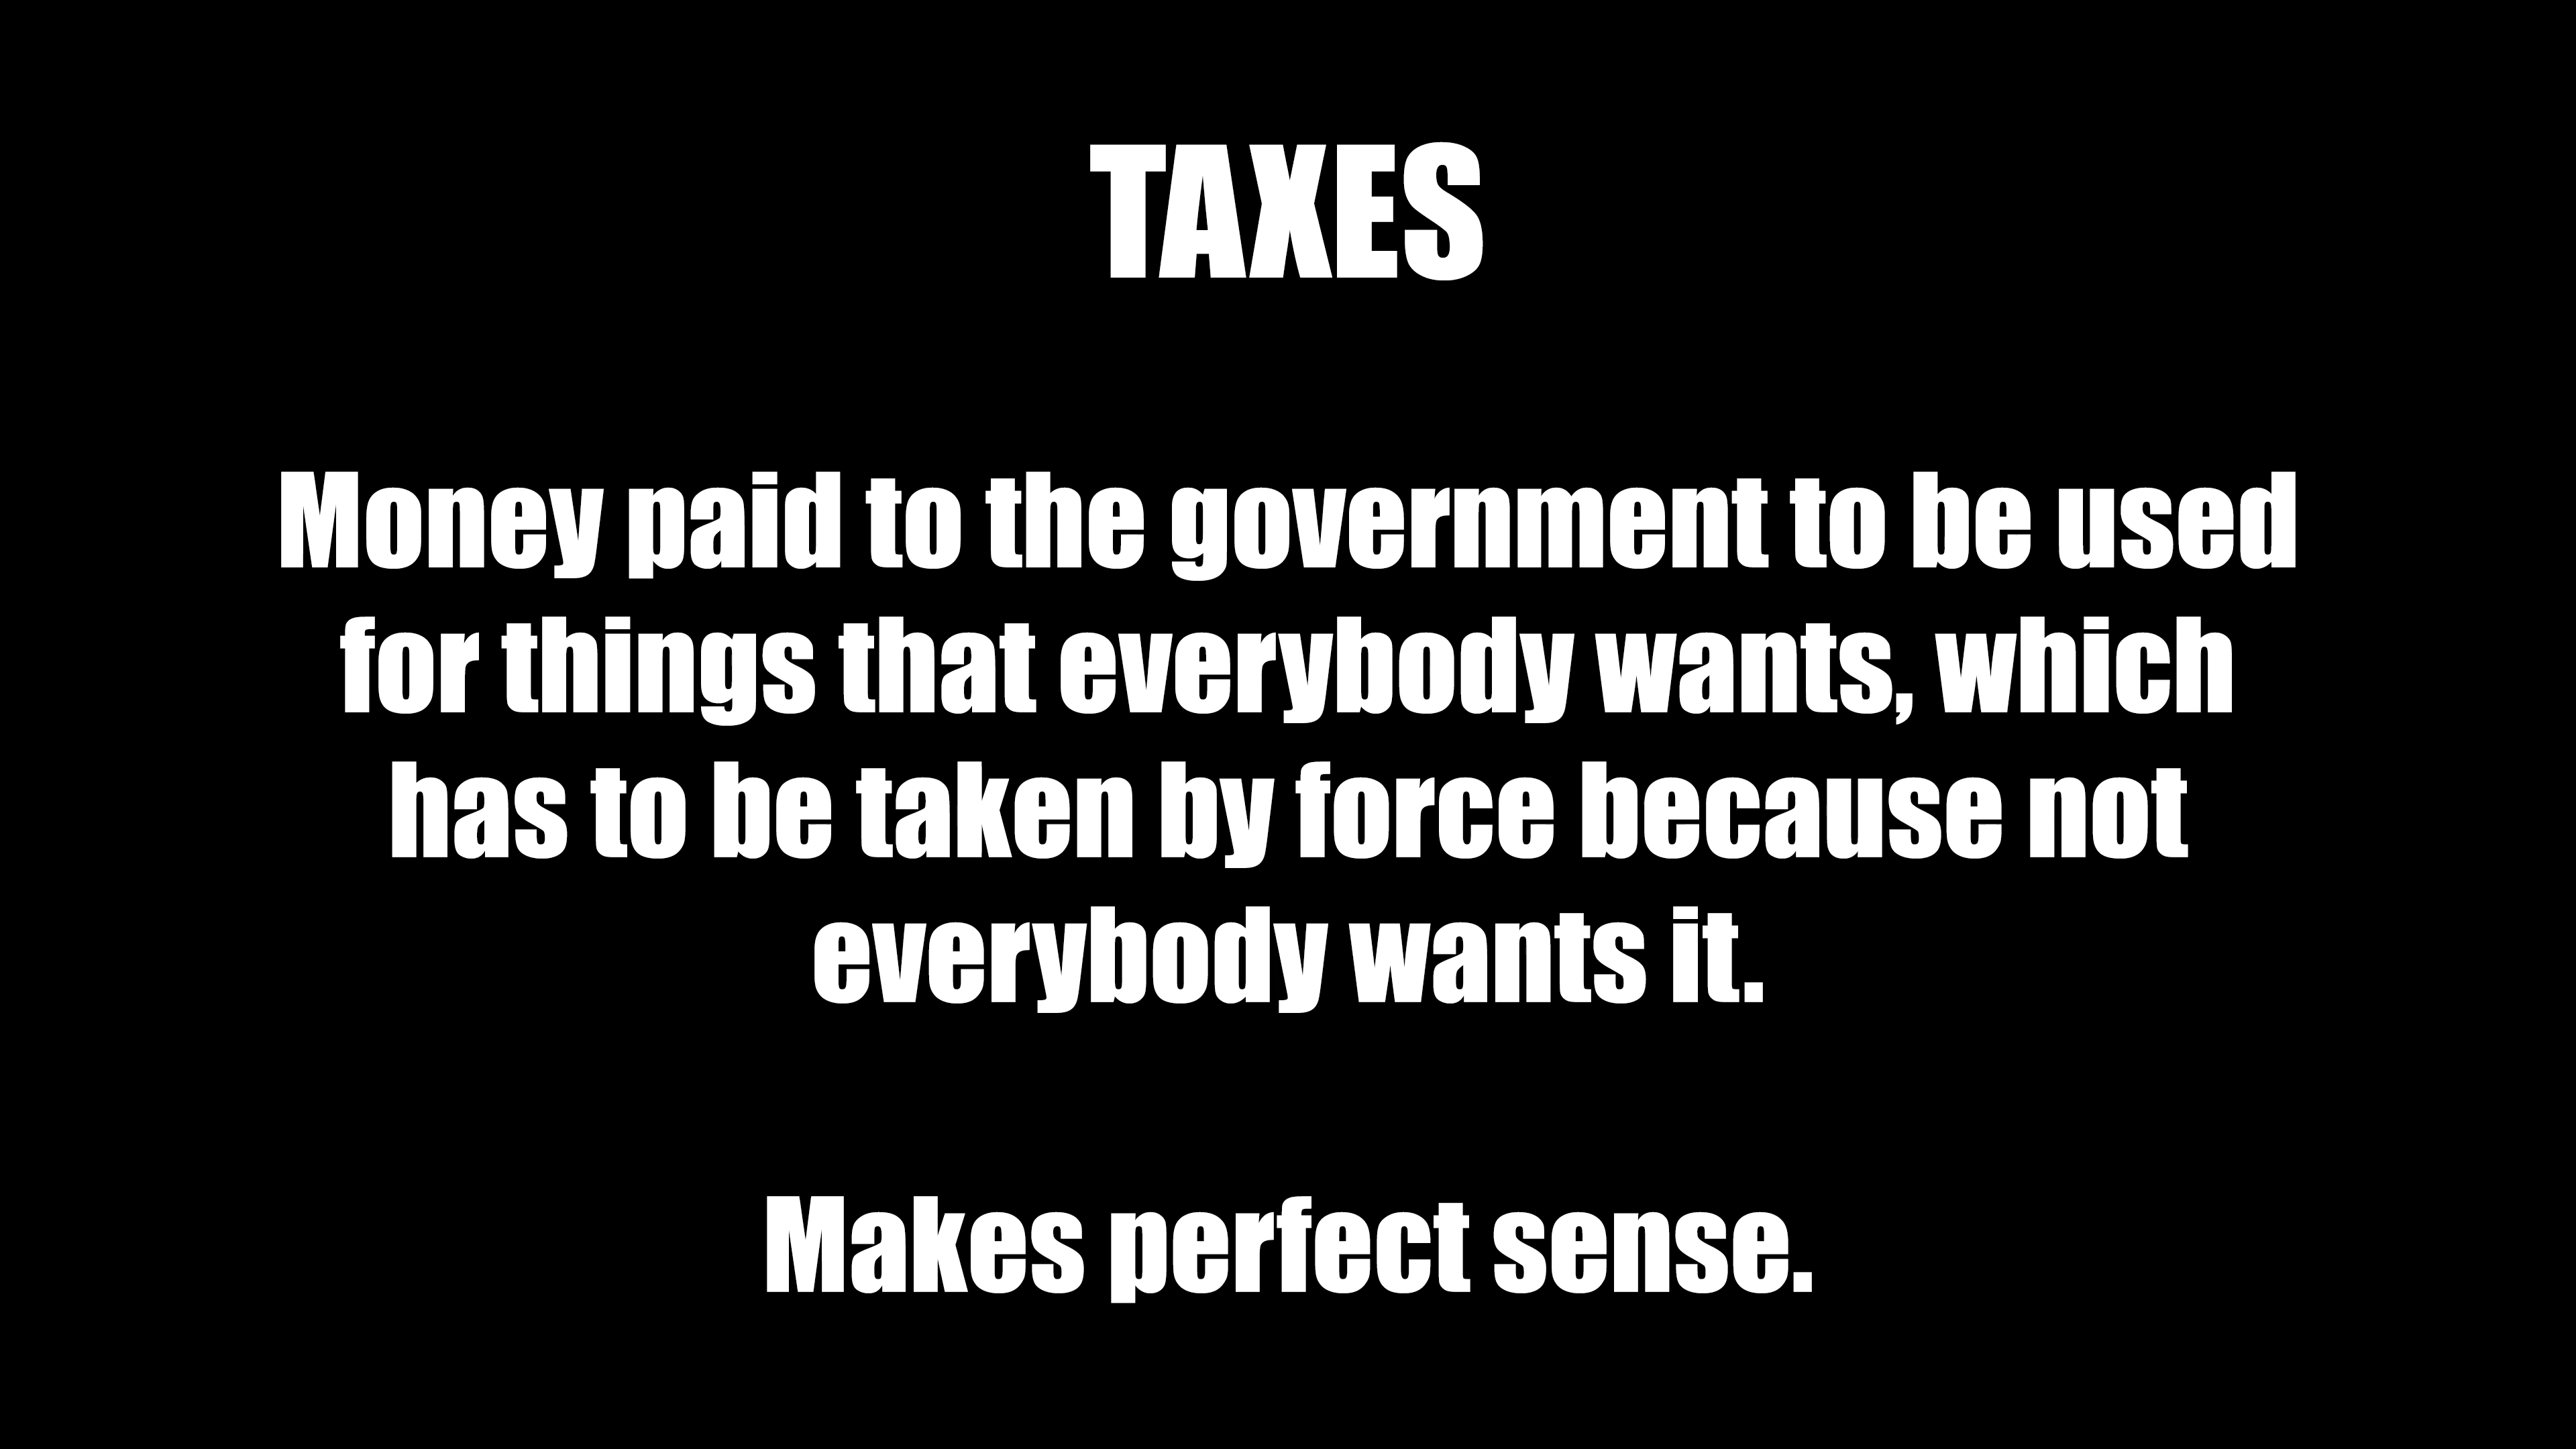 TAXES
Money paid to the government to be used
for things that everybody wants, which
has to be taken by force because not
everybody wants it.
Makes perfect sense.